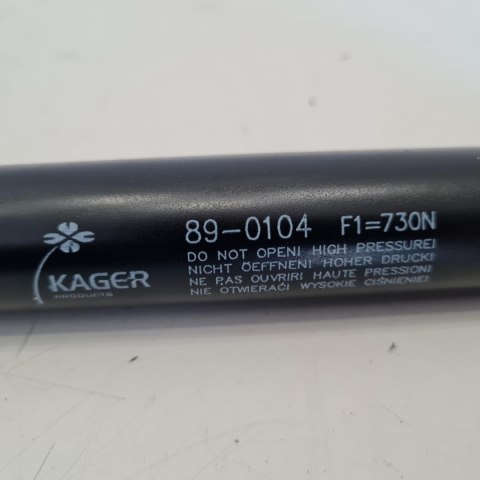 89-0104 F1=730N
DO NOT OPEN! HIGH PRESSURE!
NICHT ÖEFFNEN! HOHER DRUCK!
NE PAS OUVRIR! HAUTE PRESSION!
NIE OTWIERAĆ! WYSOKIE CIŚNIENIE!
KAGER
PRODUCTS